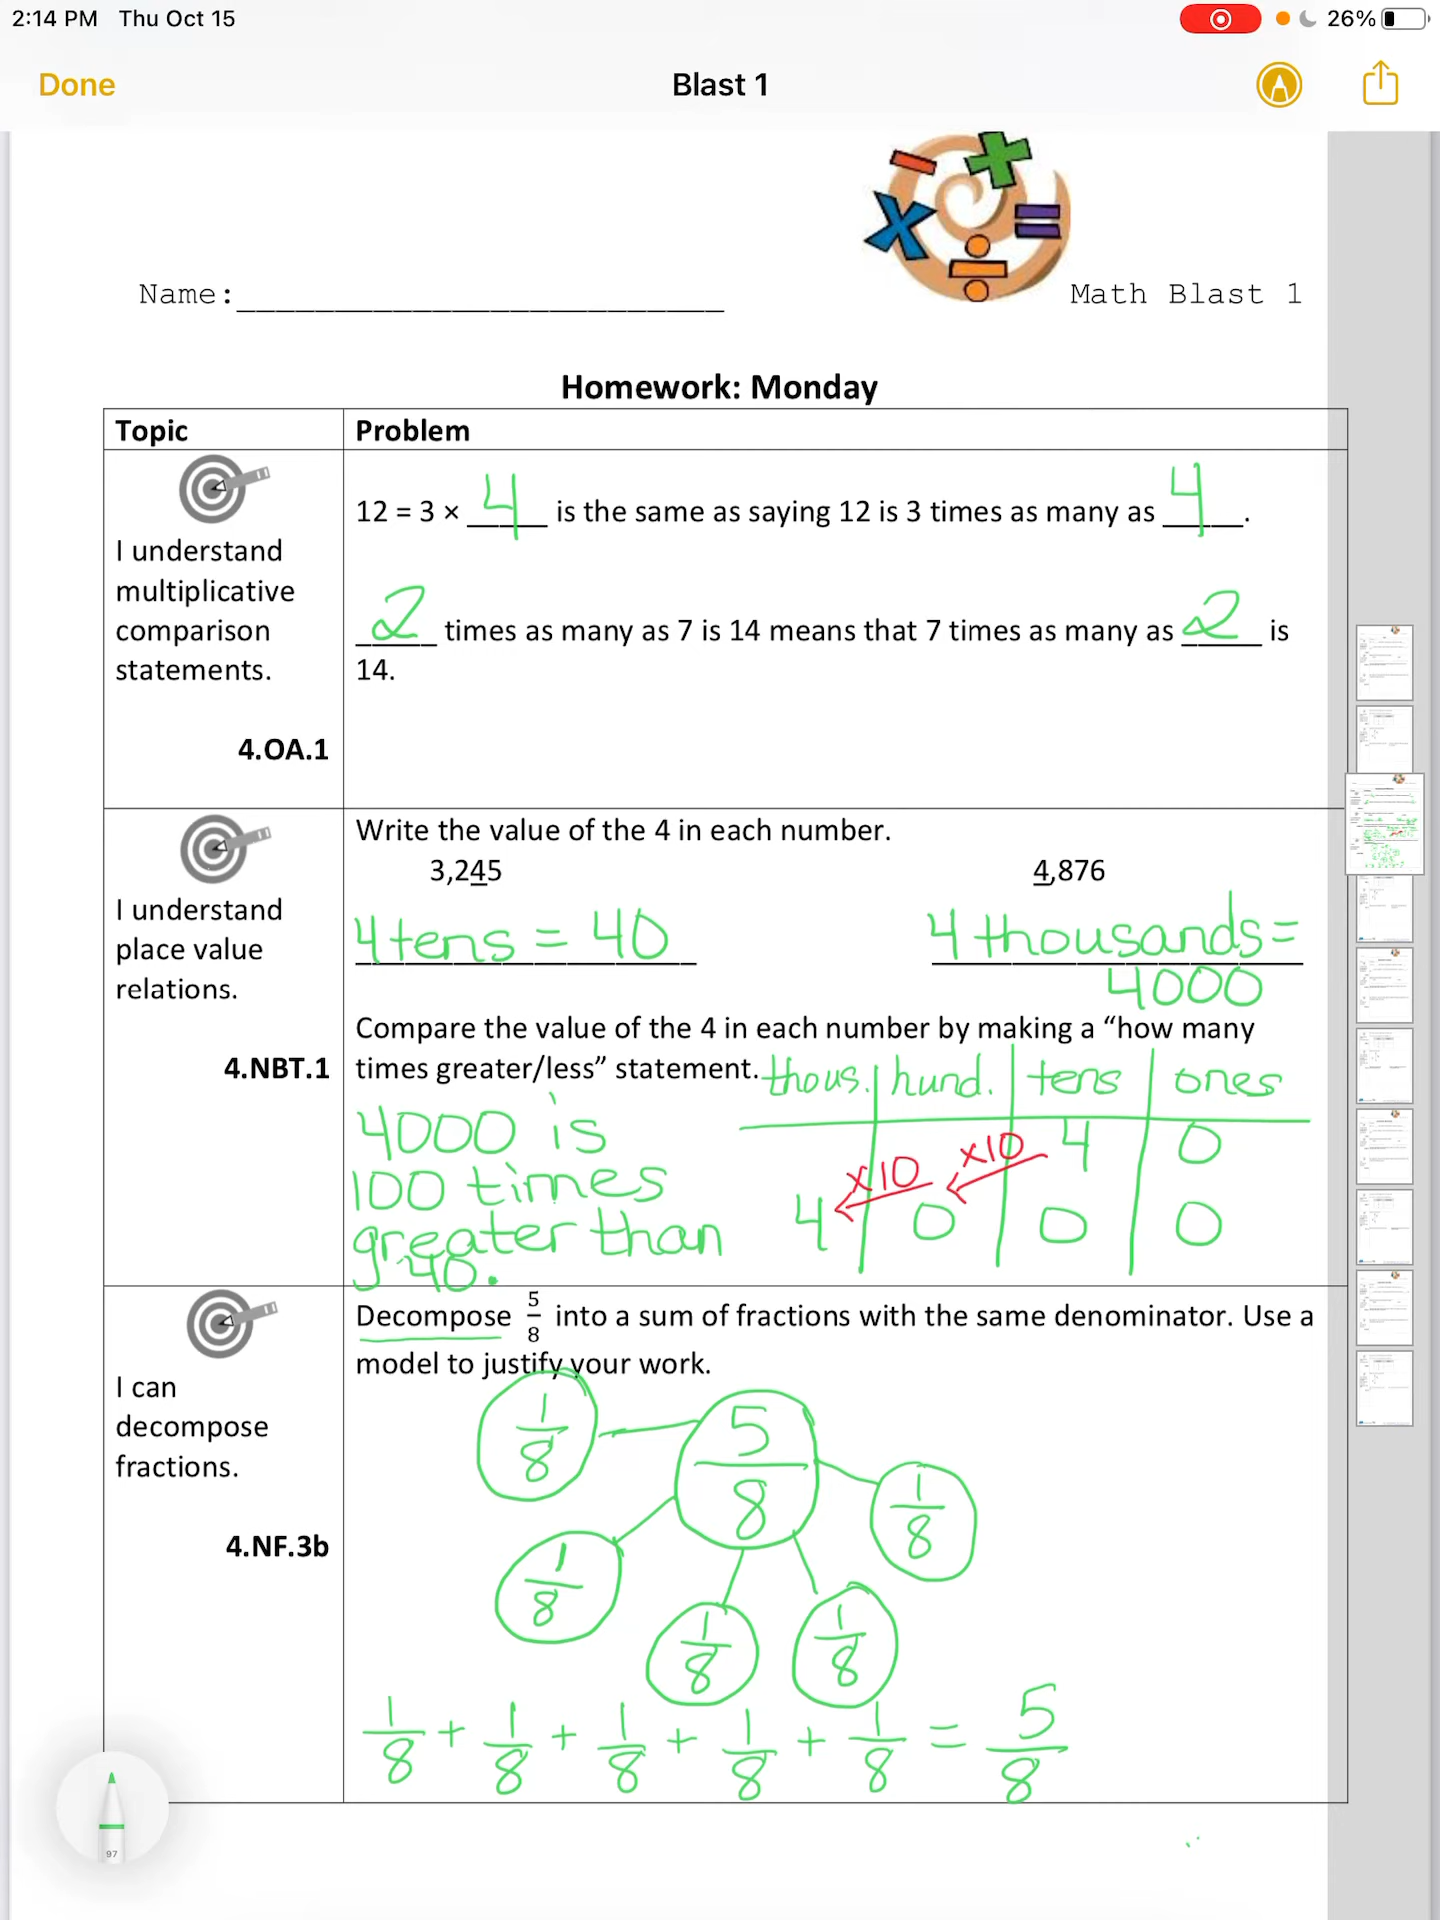 2:14 PM Thu Oct 15
26%
Done
Blast 1
Name:
Math Blast 1
Homework: Monday
Topic
Problem
I understand
multiplicative
comparison
statements.
4.OA.1
12 = 3 × 4 is the same as saying 12 is 3 times as many as 4.
2 times as many as 7 is 14 means that 7 times as many as 2 is
14.
I understand
place value
relations.
4.NBT.1
Write the value of the 4 in each number.
3,245
4,876
4 tens = 40
4 thousands =
4000
Compare the value of the 4 in each number by making a “how many
times greater/less” statement.
thous. hund. tens ones
4000 is
100 times
greater than
40.
x10 x10 4 0
4 0 0 0
I can
decompose
fractions.
4.NF.3b
Decompose 5/8 into a sum of fractions with the same denominator. Use a
model to justify your work.
1/8
5/8
1/8
1/8
1/8
1/8
1/8 + 1/8 + 1/8 + 1/8 + 1/8 = 5/8
97